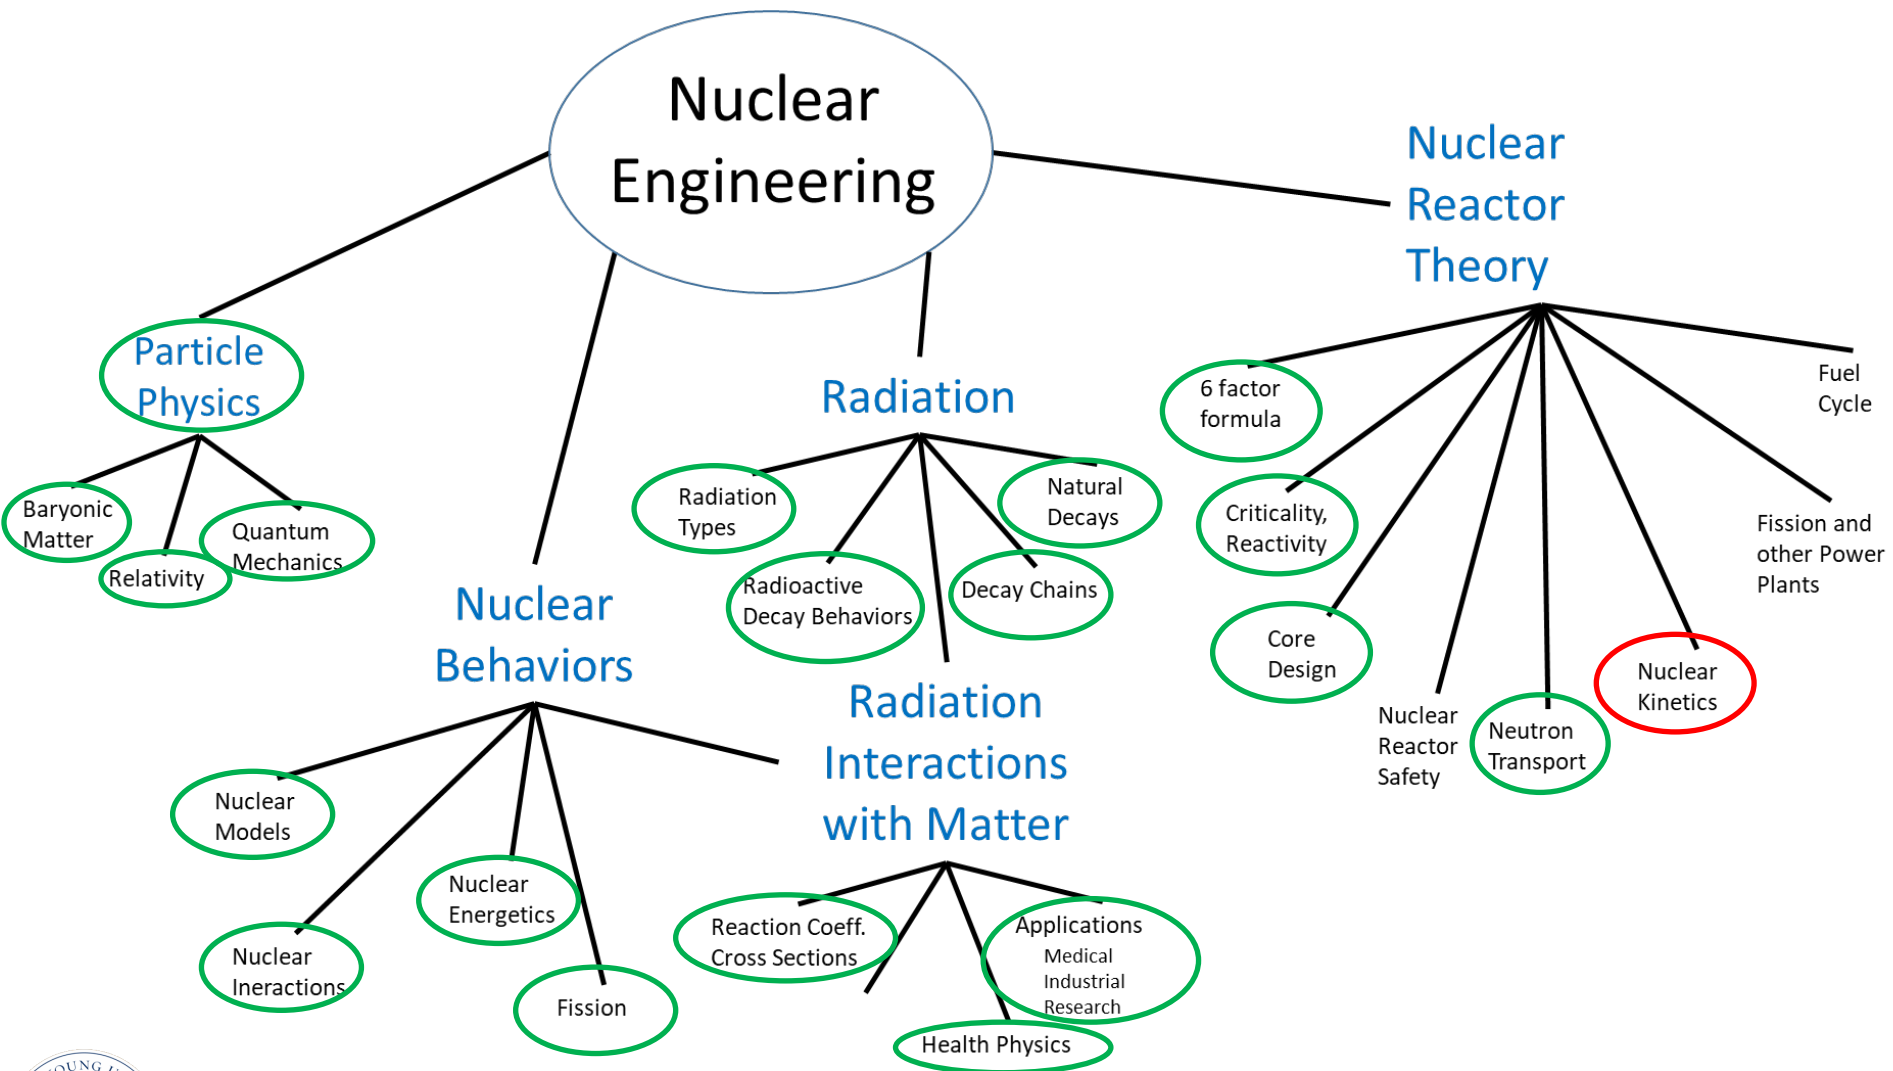 Nuclear
Engineering
Nuclear
Reactor
Theory
Particle
Physics
Baryonic
Matter
Relativity
Quantum
Mechanics
Nuclear
Behaviors
Nuclear
Models
Nuclear
Ineractions
Nuclear
Energetics
Fission
Radiation
Radiation
Types
Radioactive
Decay Behaviors
Decay Chains
Natural
Decays
Radiation
Interactions
with Matter
Reaction Coeff.
Cross Sections
Health Physics
Applications
Medical
Industrial
Research
6 factor
formula
Criticality,
Reactivity
Core
Design
Nuclear
Reactor
Safety
Neutron
Transport
Nuclear
Kinetics
Fission and
other Power
Plants
Fuel
Cycle